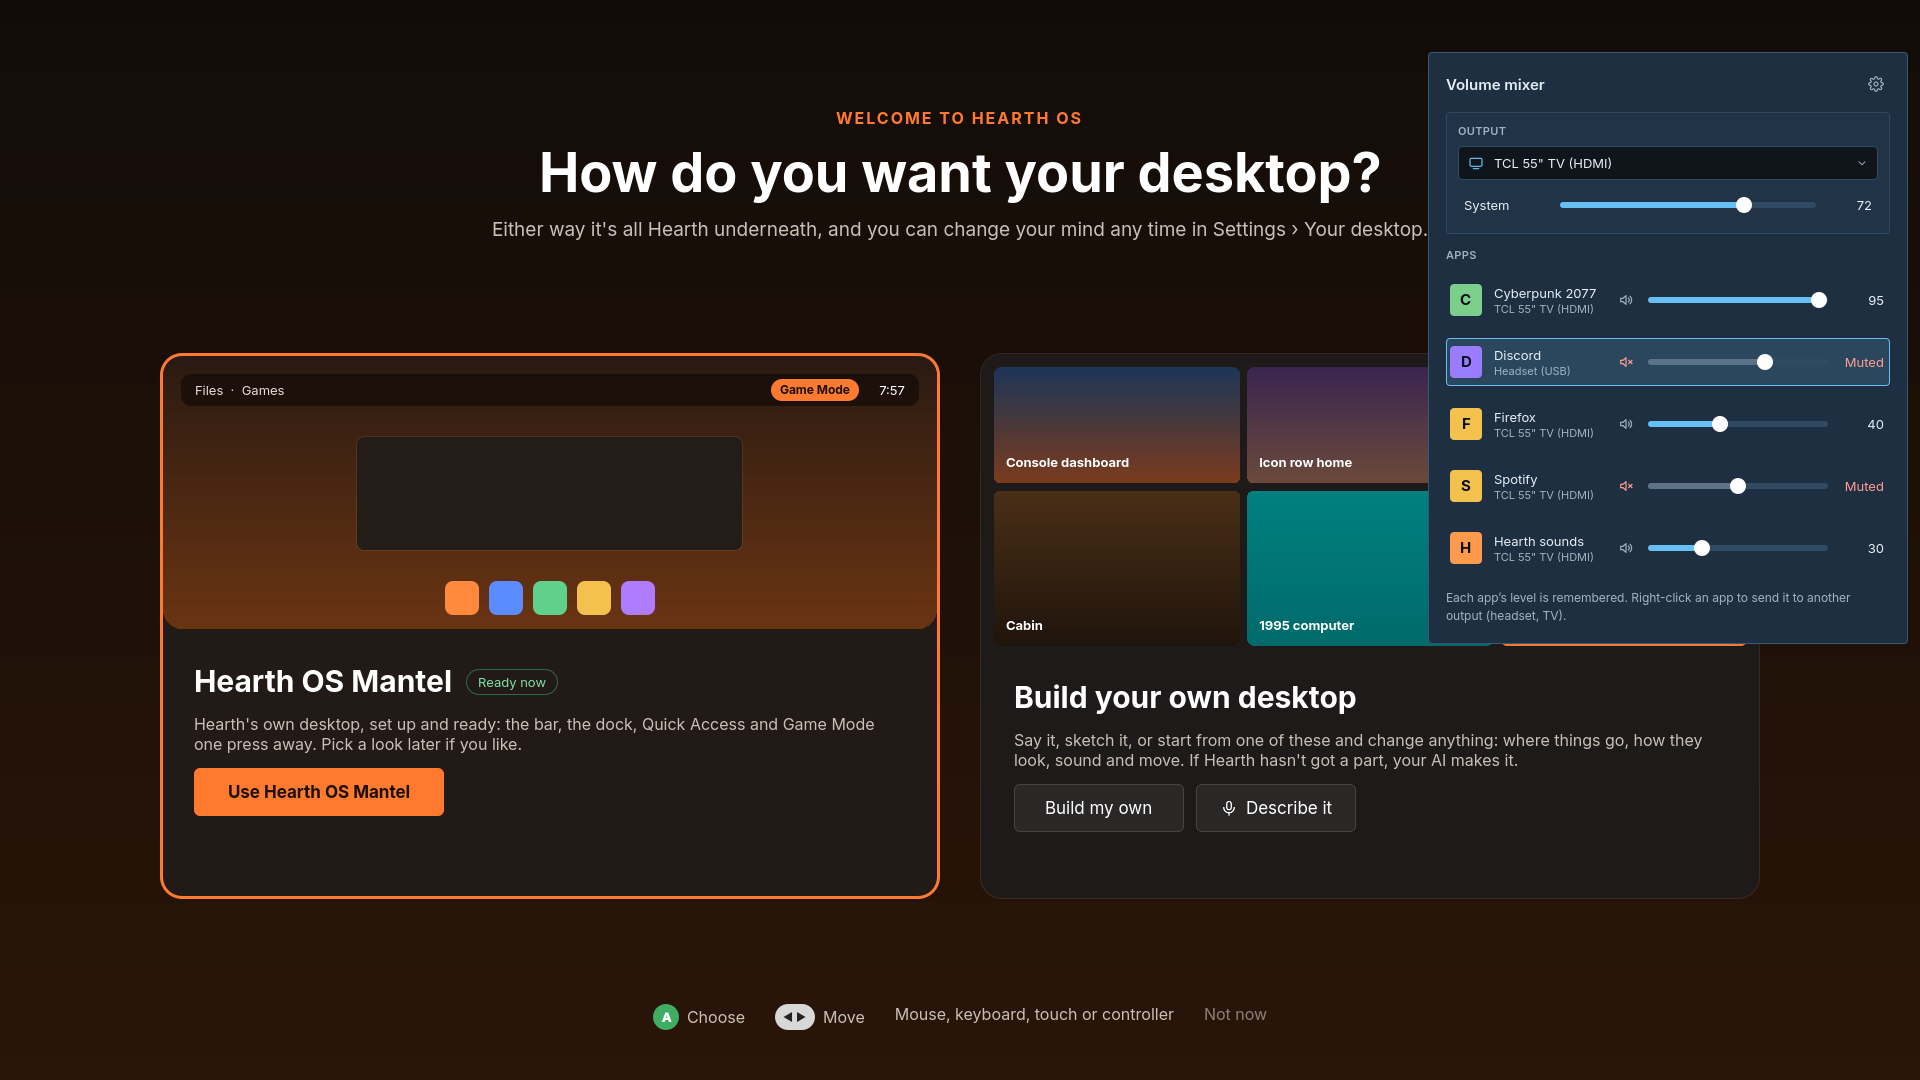 WELCOME TO HEARTH OS
How do you want your desktop?
Either way it's all Hearth underneath, and you can change your mind any time in Settings › Your desktop.
Files · Games
Game Mode
7:57
Hearth OS Mantel
Ready now
Hearth's own desktop, set up and ready: the bar, the dock, Quick Access and Game Mode
one press away. Pick a look later if you like.
Use Hearth OS Mantel
Console dashboard
Icon row home
Cabin
1995 computer
Build your own desktop
Say it, sketch it, or start from one of these and change anything: where things go, how they
look, sound and move. If Hearth hasn't got a part, your AI makes it.
Build my own
Describe it
Volume mixer
OUTPUT
TCL 55" TV (HDMI)
System
72
APPS
C
Cyberpunk 2077
TCL 55" TV (HDMI)
95
D
Discord
Headset (USB)
Muted
F
Firefox
TCL 55" TV (HDMI)
40
S
Spotify
TCL 55" TV (HDMI)
Muted
H
Hearth sounds
TCL 55" TV (HDMI)
30
Each app’s level is remembered. Right-click an app to send it to another
output (headset, TV).
A Choose
Move
Mouse, keyboard, touch or controller
Not now